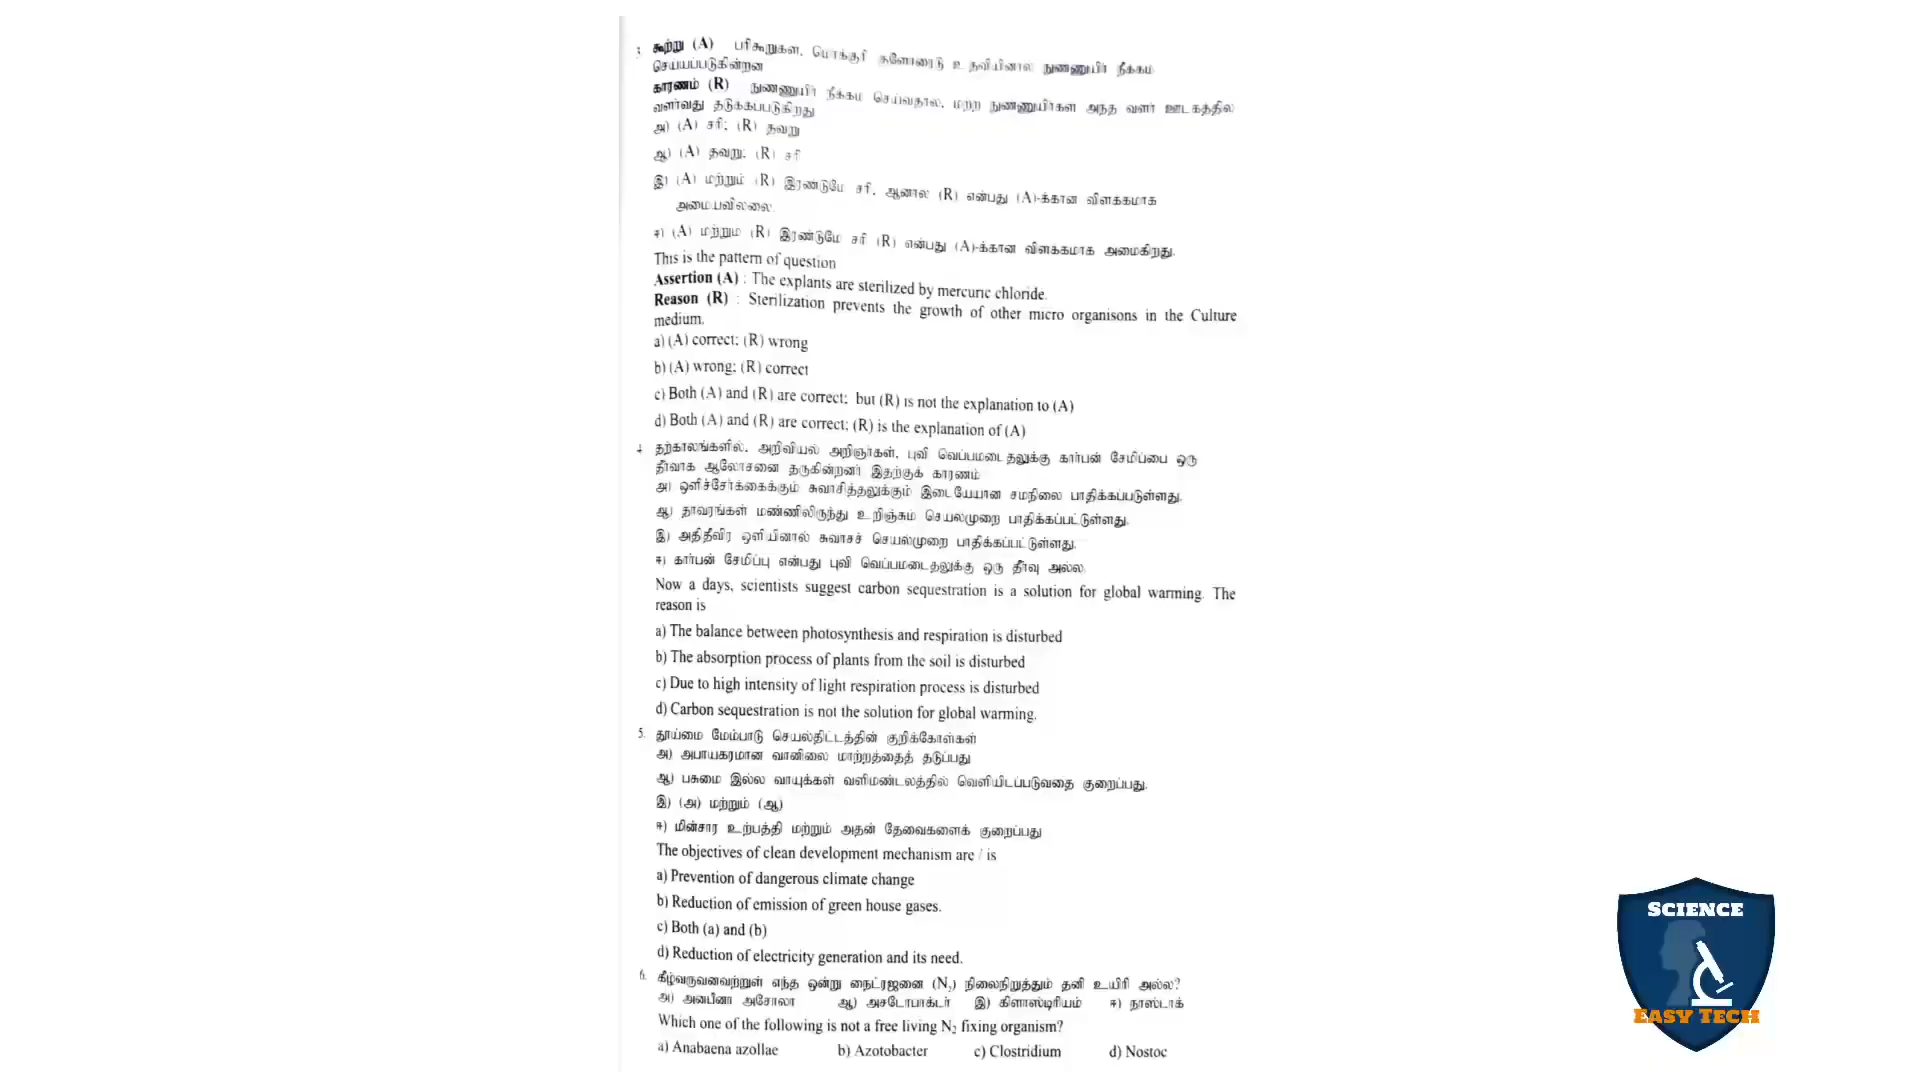 3. கூற்று (A) பரிகூறுகள, மொக்குரி குளோரைடு உதவியினால நுண்ணுயிர் நீக்கம
செயயப்படுகின்றன
காரணம் (R) நுண்ணுயிர் நீக்கம செய்வதால, மற்ற நுண்ணுயிர்கள அந்த வளர் ஊடகத்தில
வளர்வது தடுக்கப்படுகிறது
அ) (A) சரி; (R) தவறு
ஆ) (A) தவறு; (R) சரி
இ) (A) மற்றும் (R) இரண்டுமே சரி, ஆனால (R) என்பது (A)-க்கான விளக்கமாக
அமையவில்லை
ஈ) (A) மற்றும (R) இரண்டுமே சரி (R) என்பது (A)-க்கான விளக்கமாக அமைகிறது.
This is the pattern of question
Assertion (A) : The explants are sterilized by mercuric chloride.
Reason (R) : Sterilization prevents the growth of other micro organisons in the Culture
medium.
a) (A) correct; (R) wrong
b) (A) wrong; (R) correct
c) Both (A) and (R) are correct; but (R) is not the explanation to (A)
d) Both (A) and (R) are correct; (R) is the explanation of (A)
4. தற்காலங்களில், அறிவியல் அறிஞர்கள், புவி வெப்பமடைதலுக்கு கார்பன் சேமிப்பை ஒரு
தீர்வாக ஆலோசனை தருகின்றனர் இதற்குக் காரணம்
அ) ஒளிச்சேர்க்கைக்கும் சுவாசித்தலுக்கும் இடையேயான சமநிலை பாதிக்கப்படுள்ளது.
ஆ) தாவரங்கள் மண்ணிலிருந்து உறிஞ்சும் செயலமுறை பாதிக்கப்பட்டுள்ளது.
இ) அதிதீவிர ஒளியினால் சுவாசச் செயல்முறை பாதிக்கப்பட்டுள்ளது.
ஈ) கார்பன் சேமிப்பு என்பது புவி வெப்பமடைதலுக்கு ஒரு தீர்வு அல்ல.
Now a days, scientists suggest carbon sequestration is a solution for global warming. The
reason is
a) The balance between photosynthesis and respiration is disturbed
b) The absorption process of plants from the soil is disturbed
c) Due to high intensity of light respiration process is disturbed
d) Carbon sequestration is not the solution for global warming.
5. தூய்மை மேம்பாடு செயல்திட்டத்தின் குறிக்கோள்கள்
அ) அபாயகரமான வானிலை மாற்றத்தைத் தடுப்பது
ஆ) பசுமை இல்ல வாயுக்கள் வளிமண்டலத்தில் வெளியிடப்படுவதை குறைப்பது.
இ) (அ) மற்றும் (ஆ)
ஈ) மின்சார உற்பத்தி மற்றும் அதன் தேவைகளைக் குறைப்பது
The objectives of clean development mechanism are / is
a) Prevention of dangerous climate change
b) Reduction of emission of green house gases.
c) Both (a) and (b)
d) Reduction of electricity generation and its need.
6. கீழ்வருவனவற்றுள் எந்த ஒன்று நைட்ரஜனை (N₂) நிலைநிறுத்தும் தனி உயிரி அல்ல?
அ) அனபீனா அசோலா ஆ) அசடோபாக்டர் இ) கிளாஸ்டிரியம் ஈ) நாஸ்டாக்
Which one of the following is not a free living N₂ fixing organism?
a) Anabaena azollae b) Azotobacter c) Clostridium d) Nostoc
SCIENCE
EASY TECH